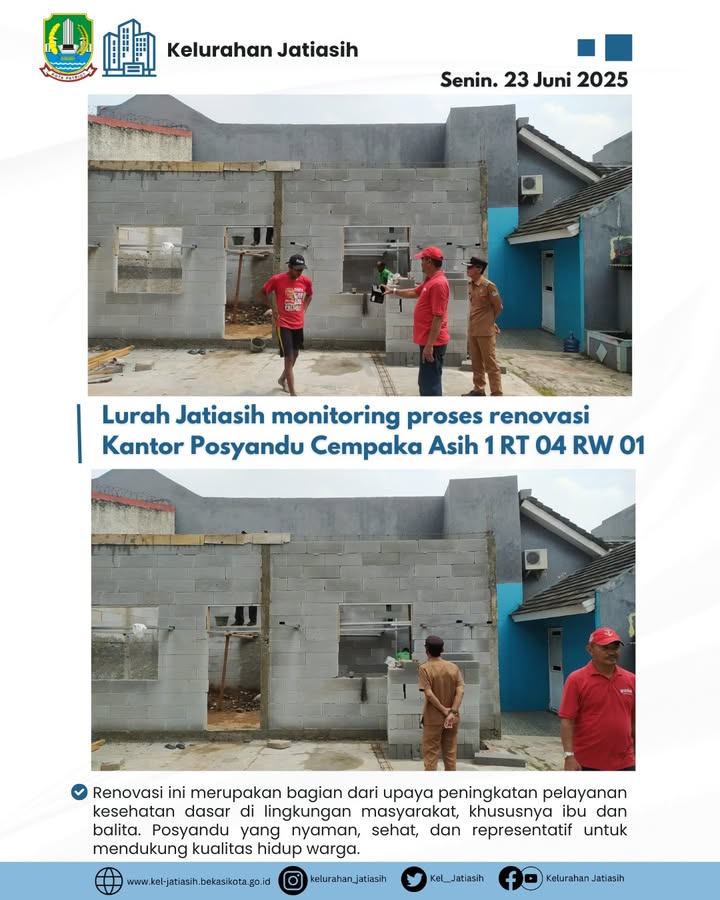 Kelurahan Jatiasih
Senin. 23 Juni 2025
Lurah Jatiasih monitoring proses renovasi
Kantor Posyandu Cempaka Asih 1 RT 04 RW 01
Renovasi ini merupakan bagian dari upaya peningkatan pelayanan
kesehatan dasar di lingkungan masyarakat, khususnya ibu dan
balita. Posyandu yang nyaman, sehat, dan representatif untuk
mendukung kualitas hidup warga.
www.kel-jatiasih.bekasikota.go.id
kelurahan_jatiasih
Kel__Jatiasih
Kelurahan Jatiasih